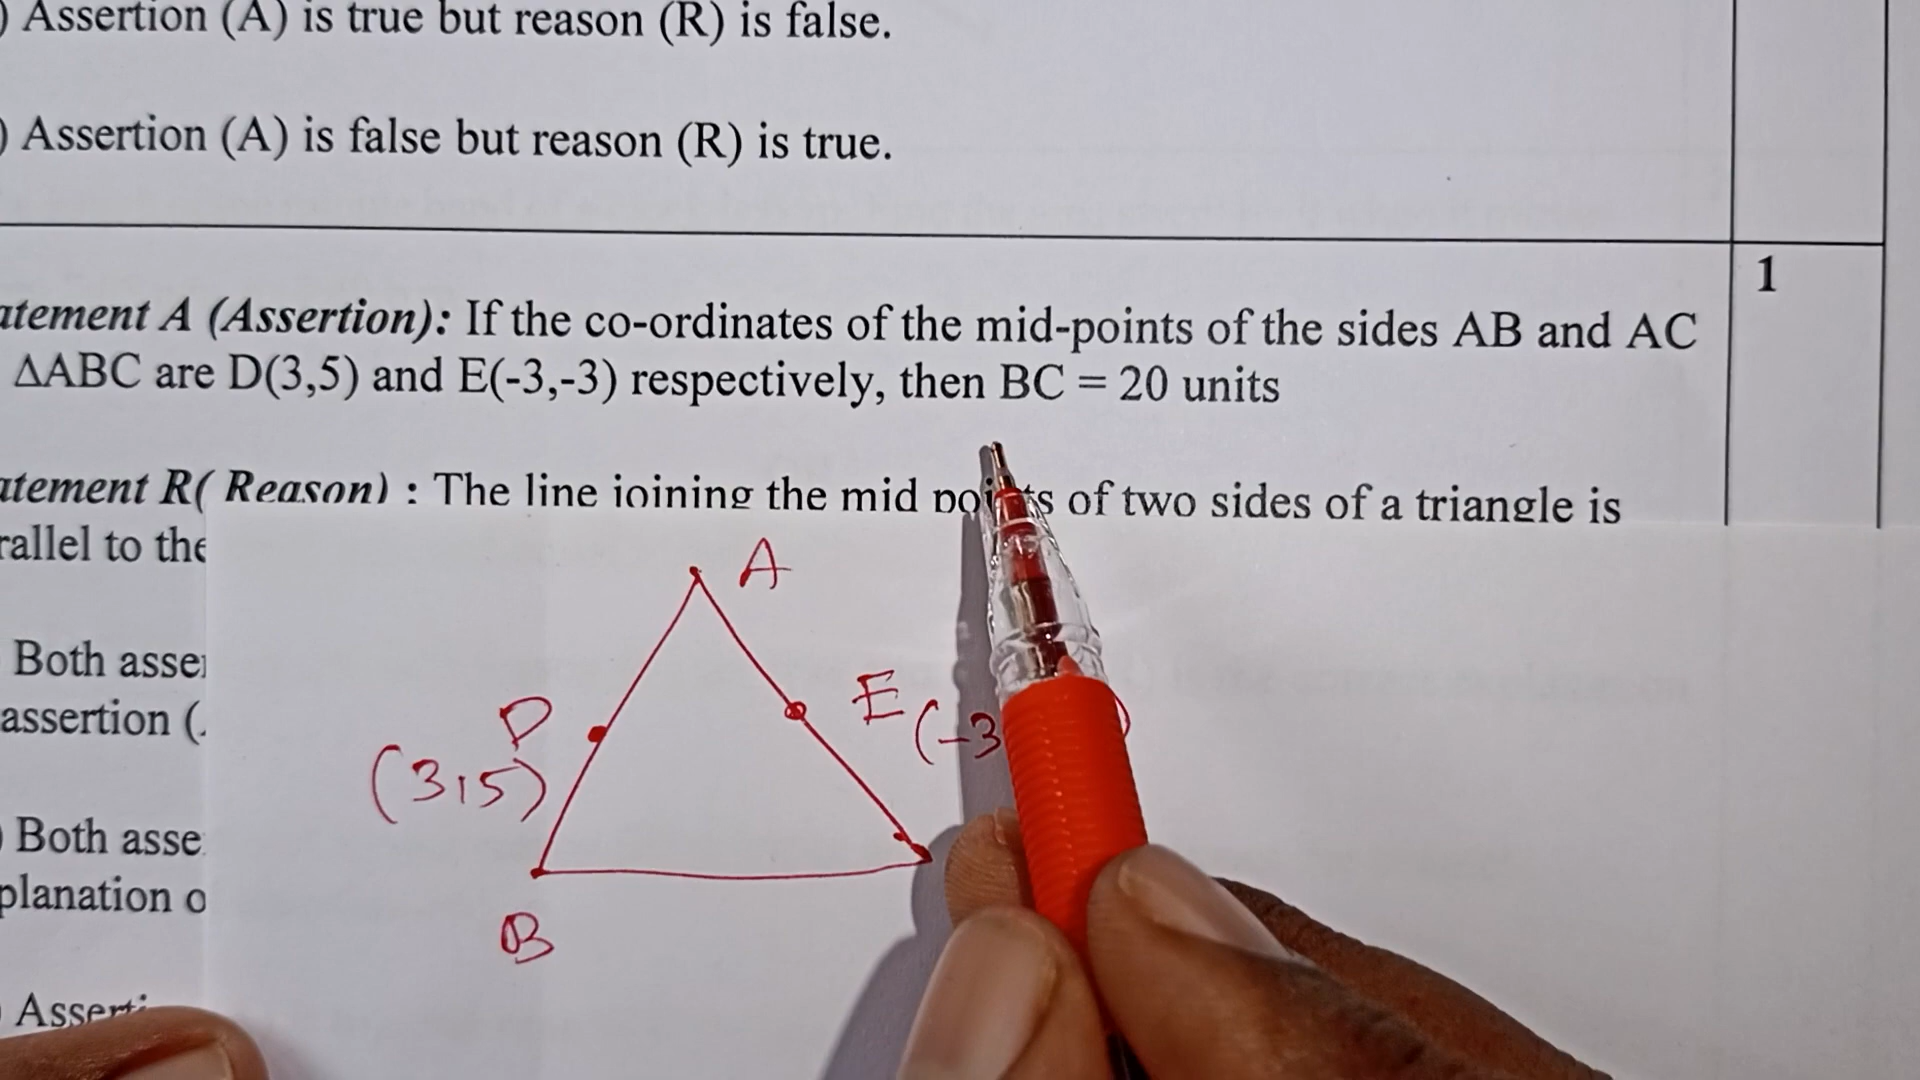 ) Assertion (A) is true but reason (R) is false.
) Assertion (A) is false but reason (R) is true.
1
atement A (Assertion): If the co-ordinates of the mid-points of the sides AB and AC
ΔABC are D(3,5) and E(-3,-3) respectively, then BC = 20 units
atement R( Reason) : The line joining the mid points of two sides of a triangle is
rallel to the
A
Both asser
assertion (
E
D
(-3
)
(3,5)
) Both asse
planation o
B
Asserti